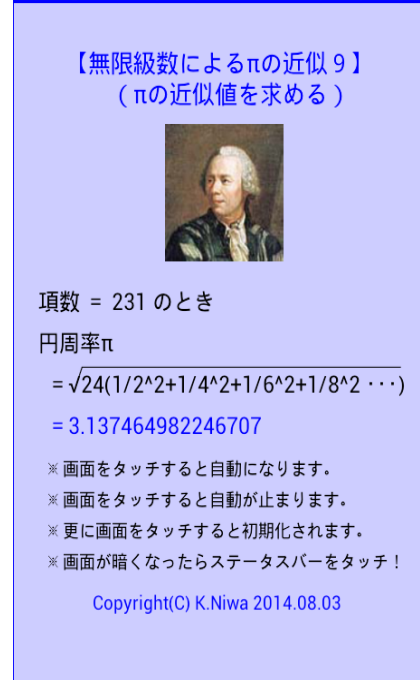 【無限級数によるπの近似９】
（πの近似値を求める）
項数 = 231 のとき
円周率π
=√24(1/2^2+1/4^2+1/6^2+1/8^2 ･･･)
= 3.137464982246707
※画面をタッチすると自動になります。
※画面をタッチすると自動が止まります。
※更に画面をタッチすると初期化されます。
※画面が暗くなったらステータスバーをタッチ！
Copyright(C) K.Niwa 2014.08.03